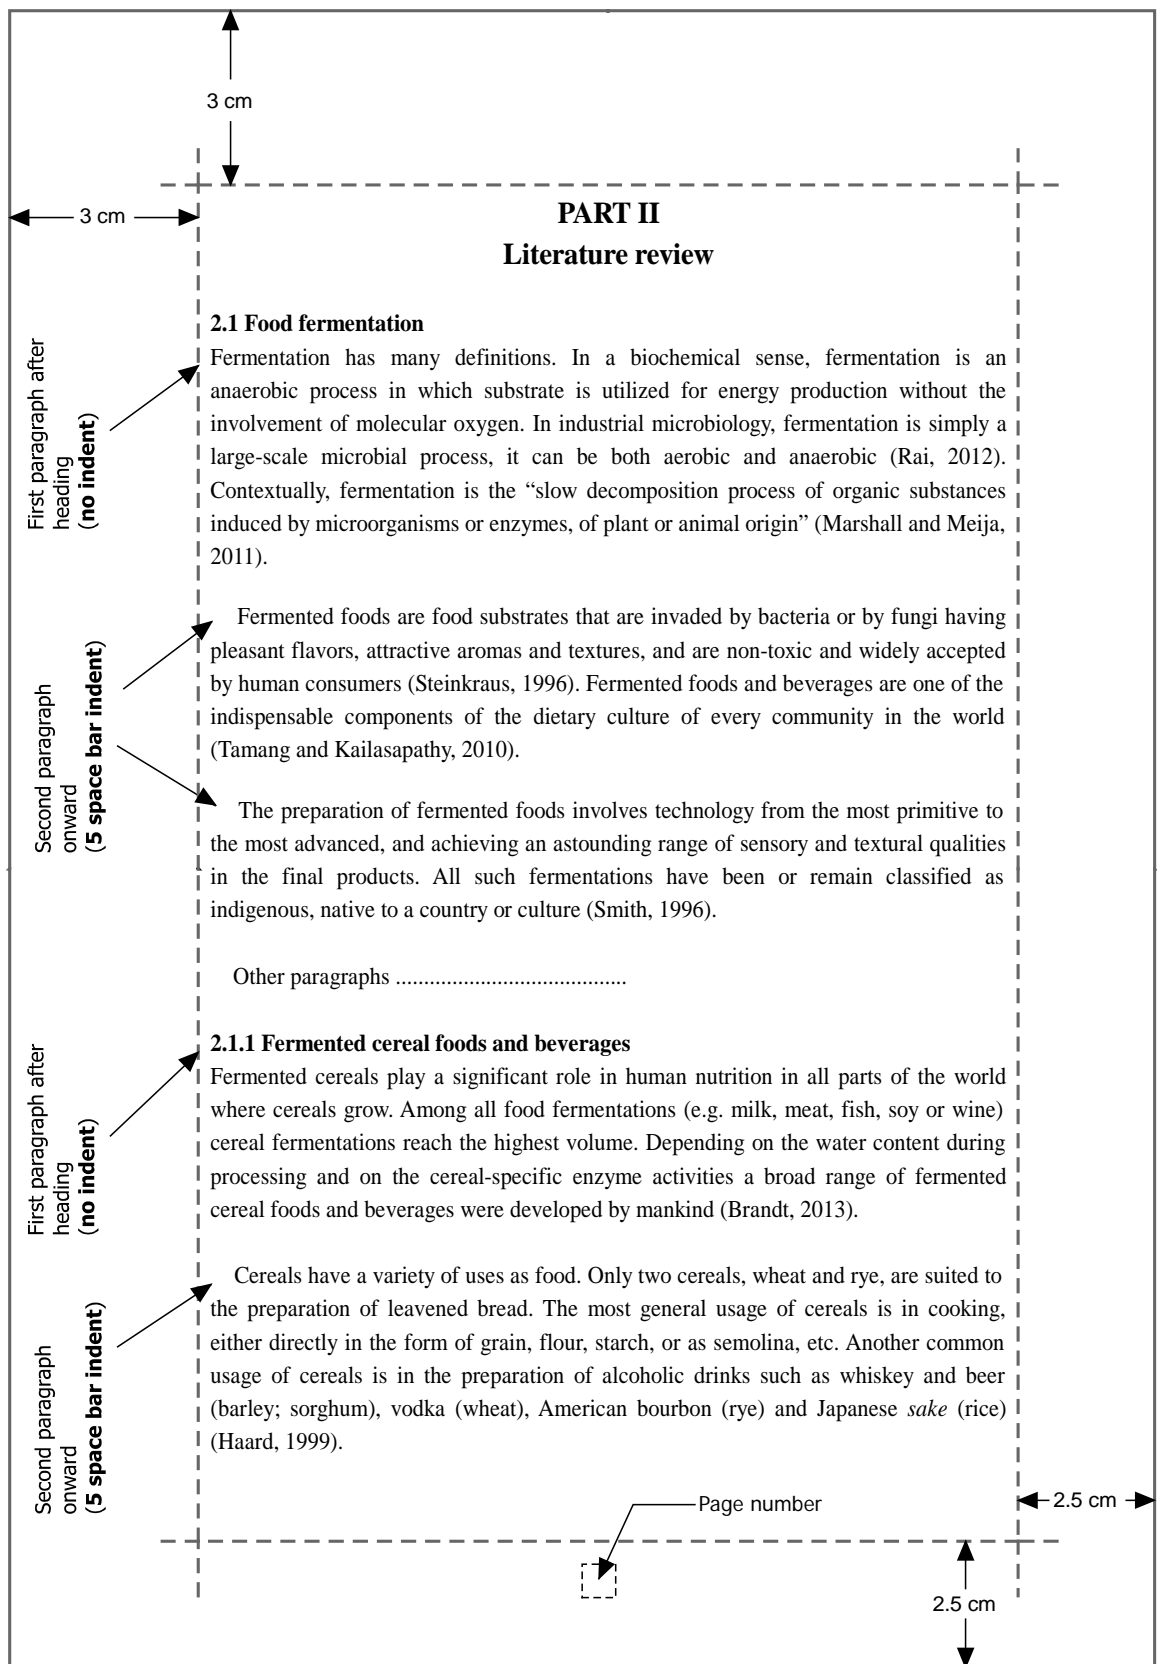 3 cm
3 cm
PART II
Literature review
2.1 Food fermentation
Fermentation has many definitions. In a biochemical sense, fermentation is an
anaerobic process in which substrate is utilized for energy production without the
involvement of molecular oxygen. In industrial microbiology, fermentation is simply a
large-scale microbial process, it can be both aerobic and anaerobic (Rai, 2012).
Contextually, fermentation is the “slow decomposition process of organic substances
induced by microorganisms or enzymes, of plant or animal origin” (Marshall and Meija,
2011).
First paragraph after
heading
(no indent)
Fermented foods are food substrates that are invaded by bacteria or by fungi having
pleasant flavors, attractive aromas and textures, and are non-toxic and widely accepted
by human consumers (Steinkraus, 1996). Fermented foods and beverages are one of the
indispensable components of the dietary culture of every community in the world
(Tamang and Kailasapathy, 2010).
Second paragraph
onward
(5 space bar indent)
The preparation of fermented foods involves technology from the most primitive to
the most advanced, and achieving an astounding range of sensory and textural qualities
in the final products. All such fermentations have been or remain classified as
indigenous, native to a country or culture (Smith, 1996).
Other paragraphs .........................................
2.1.1 Fermented cereal foods and beverages
Fermented cereals play a significant role in human nutrition in all parts of the world
where cereals grow. Among all food fermentations (e.g. milk, meat, fish, soy or wine)
cereal fermentations reach the highest volume. Depending on the water content during
processing and on the cereal-specific enzyme activities a broad range of fermented
cereal foods and beverages were developed by mankind (Brandt, 2013).
First paragraph after
heading
(no indent)
Cereals have a variety of uses as food. Only two cereals, wheat and rye, are suited to
the preparation of leavened bread. The most general usage of cereals is in cooking,
either directly in the form of grain, flour, starch, or as semolina, etc. Another common
usage of cereals is in the preparation of alcoholic drinks such as whiskey and beer
(barley; sorghum), vodka (wheat), American bourbon (rye) and Japanese sake (rice)
(Haard, 1999).
Second paragraph
onward
(5 space bar indent)
Page number
2.5 cm
2.5 cm